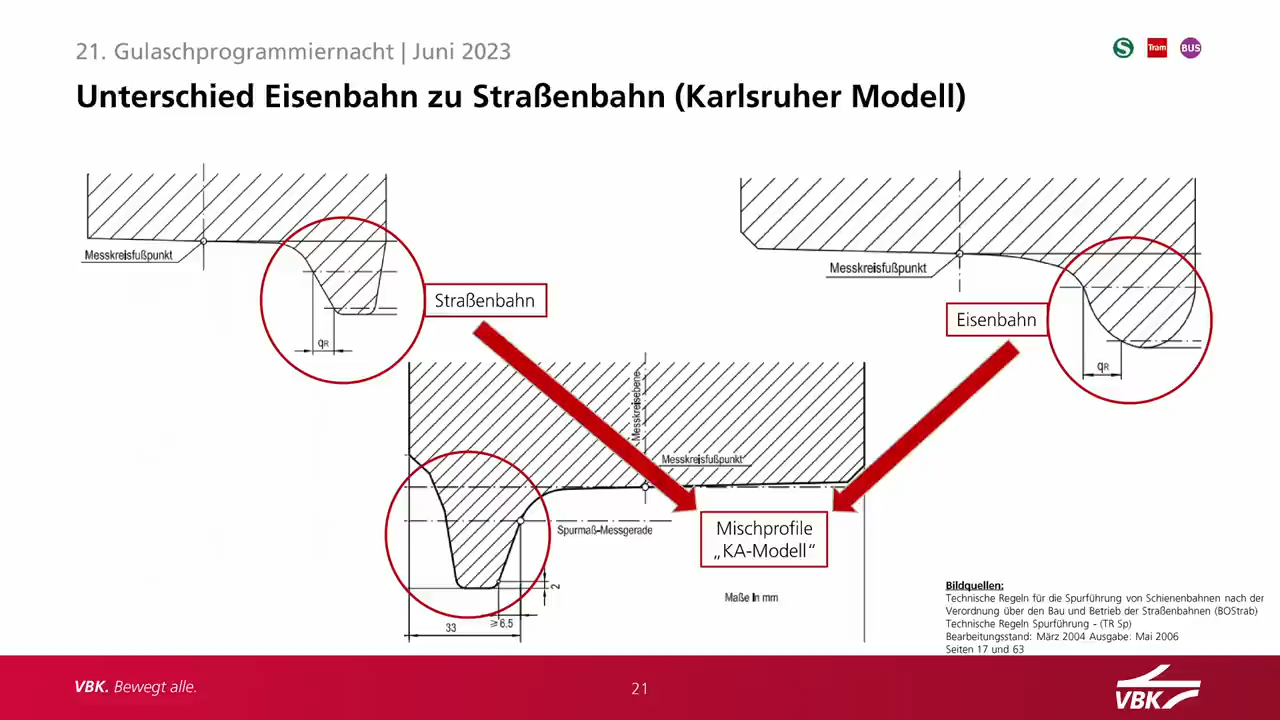 21. Gulaschprogrammiernacht | Juni 2023
S
Tram
BUS
Unterschied Eisenbahn zu Straßenbahn (Karlsruher Modell)
Messkreisfußpunkt
qR
Straßenbahn
Messkreisfußpunkt
Eisenbahn
qR
Messkreisebene
Messkreisfußpunkt
Spurmaß-Messgerade
Mischprofile
„KA-Modell“
2
≥6.5
33
Maße in mm
Bildquellen:
Technische Regeln für die Spurführung von Schienenbahnen nach der
Verordnung über den Bau und Betrieb der Straßenbahnen (BOStrab)
Technische Regeln Spurführung - (TR Sp)
Bearbeitungsstand: März 2004 Ausgabe: Mai 2006
Seiten 17 und 63
VBK. Bewegt alle.
21
VBK